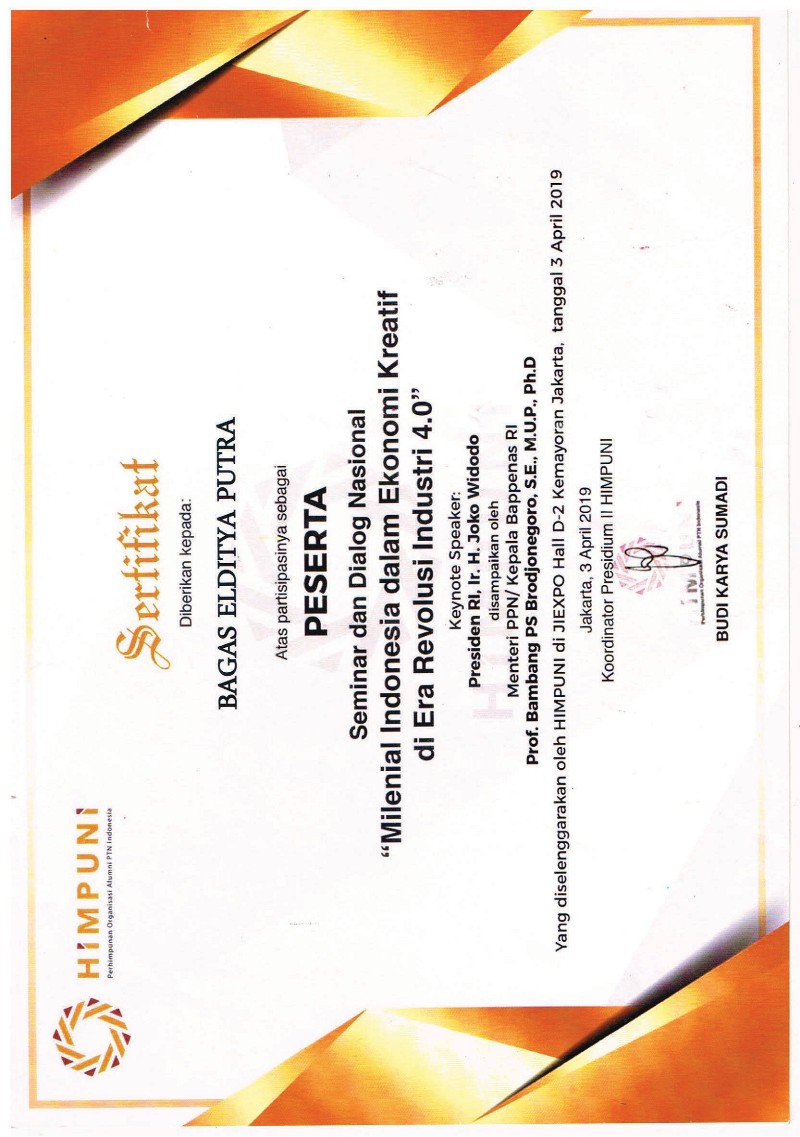 HiMPUNi
Perhimpunan Organisasi Alumni PTN Indonesia
Sertifikat
Diberikan kepada:
BAGAS ELDITYA PUTRA
Atas partisipasinya sebagai
PESERTA
Seminar dan Dialog Nasional
“Milenial Indonesia dalam Ekonomi Kreatif
di Era Revolusi Industri 4.0”
Keynote Speaker:
Presiden RI, Ir. H. Joko Widodo
disampaikan oleh
Menteri PPN/ Kepala Bappenas RI
Prof. Bambang PS Brodjonegoro, S.E., M.U.P., Ph.D
Yang diselenggarakan oleh HIMPUNI di JIEXPO Hall D-2 Kemayoran Jakarta, tanggal 3 April 2019
Jakarta, 3 April 2019
Koordinator Presidium II HIMPUNI
HiMPUNi
Perhimpunan Organisasi Alumni PTN Indonesia
BUDI KARYA SUMADI